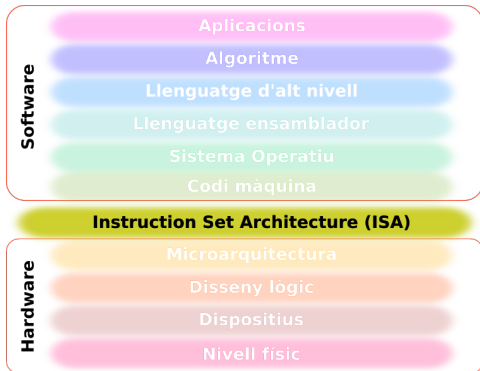 Software
Aplicacions
Algoritme
Llenguatge d'alt nivell
Llenguatge ensamblador
Sistema Operatiu
Codi màquina
Instruction Set Architecture (ISA)
Hardware
Microarquitectura
Disseny lògic
Dispositius
Nivell físic